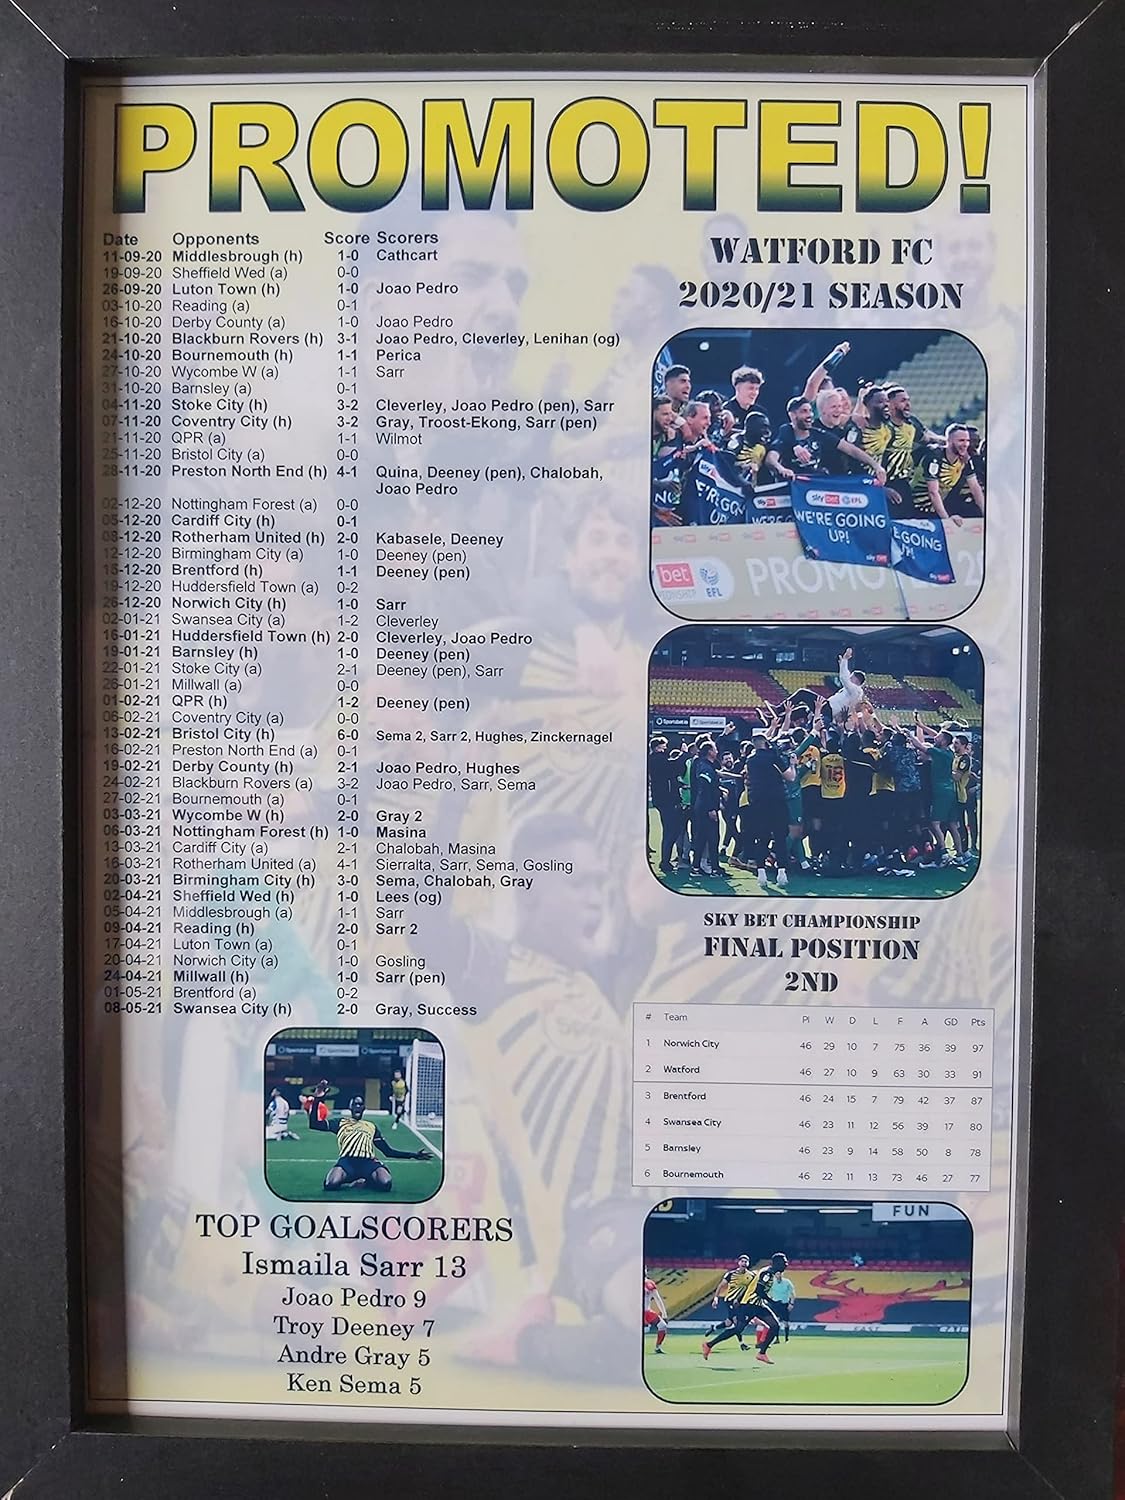 PROMOTED!
Date Opponents Score Scorers
11-09-20 Middlesbrough (h) 1-0 Cathcart
19-09-20 Sheffield Wed (a) 0-0
26-09-20 Luton Town (h) 1-0 Joao Pedro
03-10-20 Reading (a) 0-1
16-10-20 Derby County (a) 1-0 Joao Pedro
21-10-20 Blackburn Rovers (h) 3-1 Joao Pedro, Cleverley, Lenihan (og)
24-10-20 Bournemouth (h) 1-1 Perica
27-10-20 Wycombe W (a) 1-1 Sarr
31-10-20 Barnsley (a) 0-1
04-11-20 Stoke City (h) 3-2 Cleverley, Joao Pedro (pen), Sarr
07-11-20 Coventry City (h) 3-2 Gray, Troost-Ekong, Sarr (pen)
21-11-20 QPR (a) 1-1 Wilmot
25-11-20 Bristol City (a) 0-0
28-11-20 Preston North End (h) 4-1 Quina, Deeney (pen), Chalobah,
Joao Pedro
02-12-20 Nottingham Forest (a) 0-0
05-12-20 Cardiff City (h) 0-1
08-12-20 Rotherham United (h) 2-0 Kabasele, Deeney
12-12-20 Birmingham City (a) 1-0 Deeney (pen)
15-12-20 Brentford (h) 1-1 Deeney (pen)
19-12-20 Huddersfield Town (a) 0-2
26-12-20 Norwich City (h) 1-0 Sarr
02-01-21 Swansea City (a) 1-2 Cleverley
16-01-21 Huddersfield Town (h) 2-0 Cleverley, Joao Pedro
19-01-21 Barnsley (h) 1-0 Deeney (pen)
22-01-21 Stoke City (a) 2-1 Deeney (pen), Sarr
26-01-21 Millwall (a) 0-0
01-02-21 QPR (h) 1-2 Deeney (pen)
06-02-21 Coventry City (a) 0-0
13-02-21 Bristol City (h) 6-0 Sema 2, Sarr 2, Hughes, Zinckernagel
16-02-21 Preston North End (a) 0-1
19-02-21 Derby County (h) 2-1 Joao Pedro, Hughes
24-02-21 Blackburn Rovers (a) 3-2 Joao Pedro, Sarr, Sema
27-02-21 Bournemouth (a) 0-1
03-03-21 Wycombe W (h) 2-0 Gray 2
06-03-21 Nottingham Forest (h) 1-0 Masina
13-03-21 Cardiff City (a) 2-1 Chalobah, Masina
16-03-21 Rotherham United (a) 4-1 Sierralta, Sarr, Sema, Gosling
20-03-21 Birmingham City (h) 3-0 Sema, Chalobah, Gray
02-04-21 Sheffield Wed (h) 1-0 Lees (og)
05-04-21 Middlesbrough (a) 1-1 Sarr
09-04-21 Reading (h) 2-0 Sarr 2
17-04-21 Luton Town (a) 0-1
20-04-21 Norwich City (a) 1-0 Gosling
24-04-21 Millwall (h) 1-0 Sarr (pen)
01-05-21 Brentford (a) 0-2
08-05-21 Swansea City (h) 2-0 Gray, Success
TOP GOALSCORERS
Ismaila Sarr 13
Joao Pedro 9
Troy Deeney 7
Andre Gray 5
Ken Sema 5
WATFORD FC
2020/21 SEASON
sky bet EFL
WE'RE GOING
UP!
bet
EFL
PROMO
SKY BET CHAMPIONSHIP
FINAL POSITION
2ND
# Team Pl W D L F A GD Pts
1 Norwich City 46 29 10 7 75 36 39 97
2 Watford 46 27 10 9 63 30 33 91
3 Brentford 46 24 15 7 79 42 37 87
4 Swansea City 46 23 11 12 56 39 17 80
5 Barnsley 46 23 9 14 58 50 8 78
6 Bournemouth 46 22 11 13 73 46 27 77
FUN